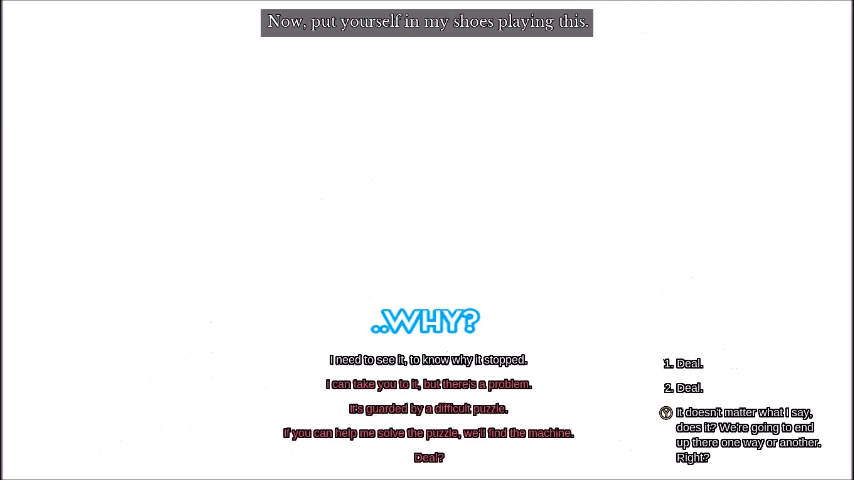 Now, put yourself in my shoes playing this.
..WHY?
I need to see it, to know why it stopped.
I can take you to it, but there's a problem.
It's guarded by a difficult puzzle.
If you can help me solve the puzzle, we'll find the machine.
Deal?
1. Deal.
2. Deal.
It doesn't matter what I say,
does it? We're going to end
up there one way or another.
Right?